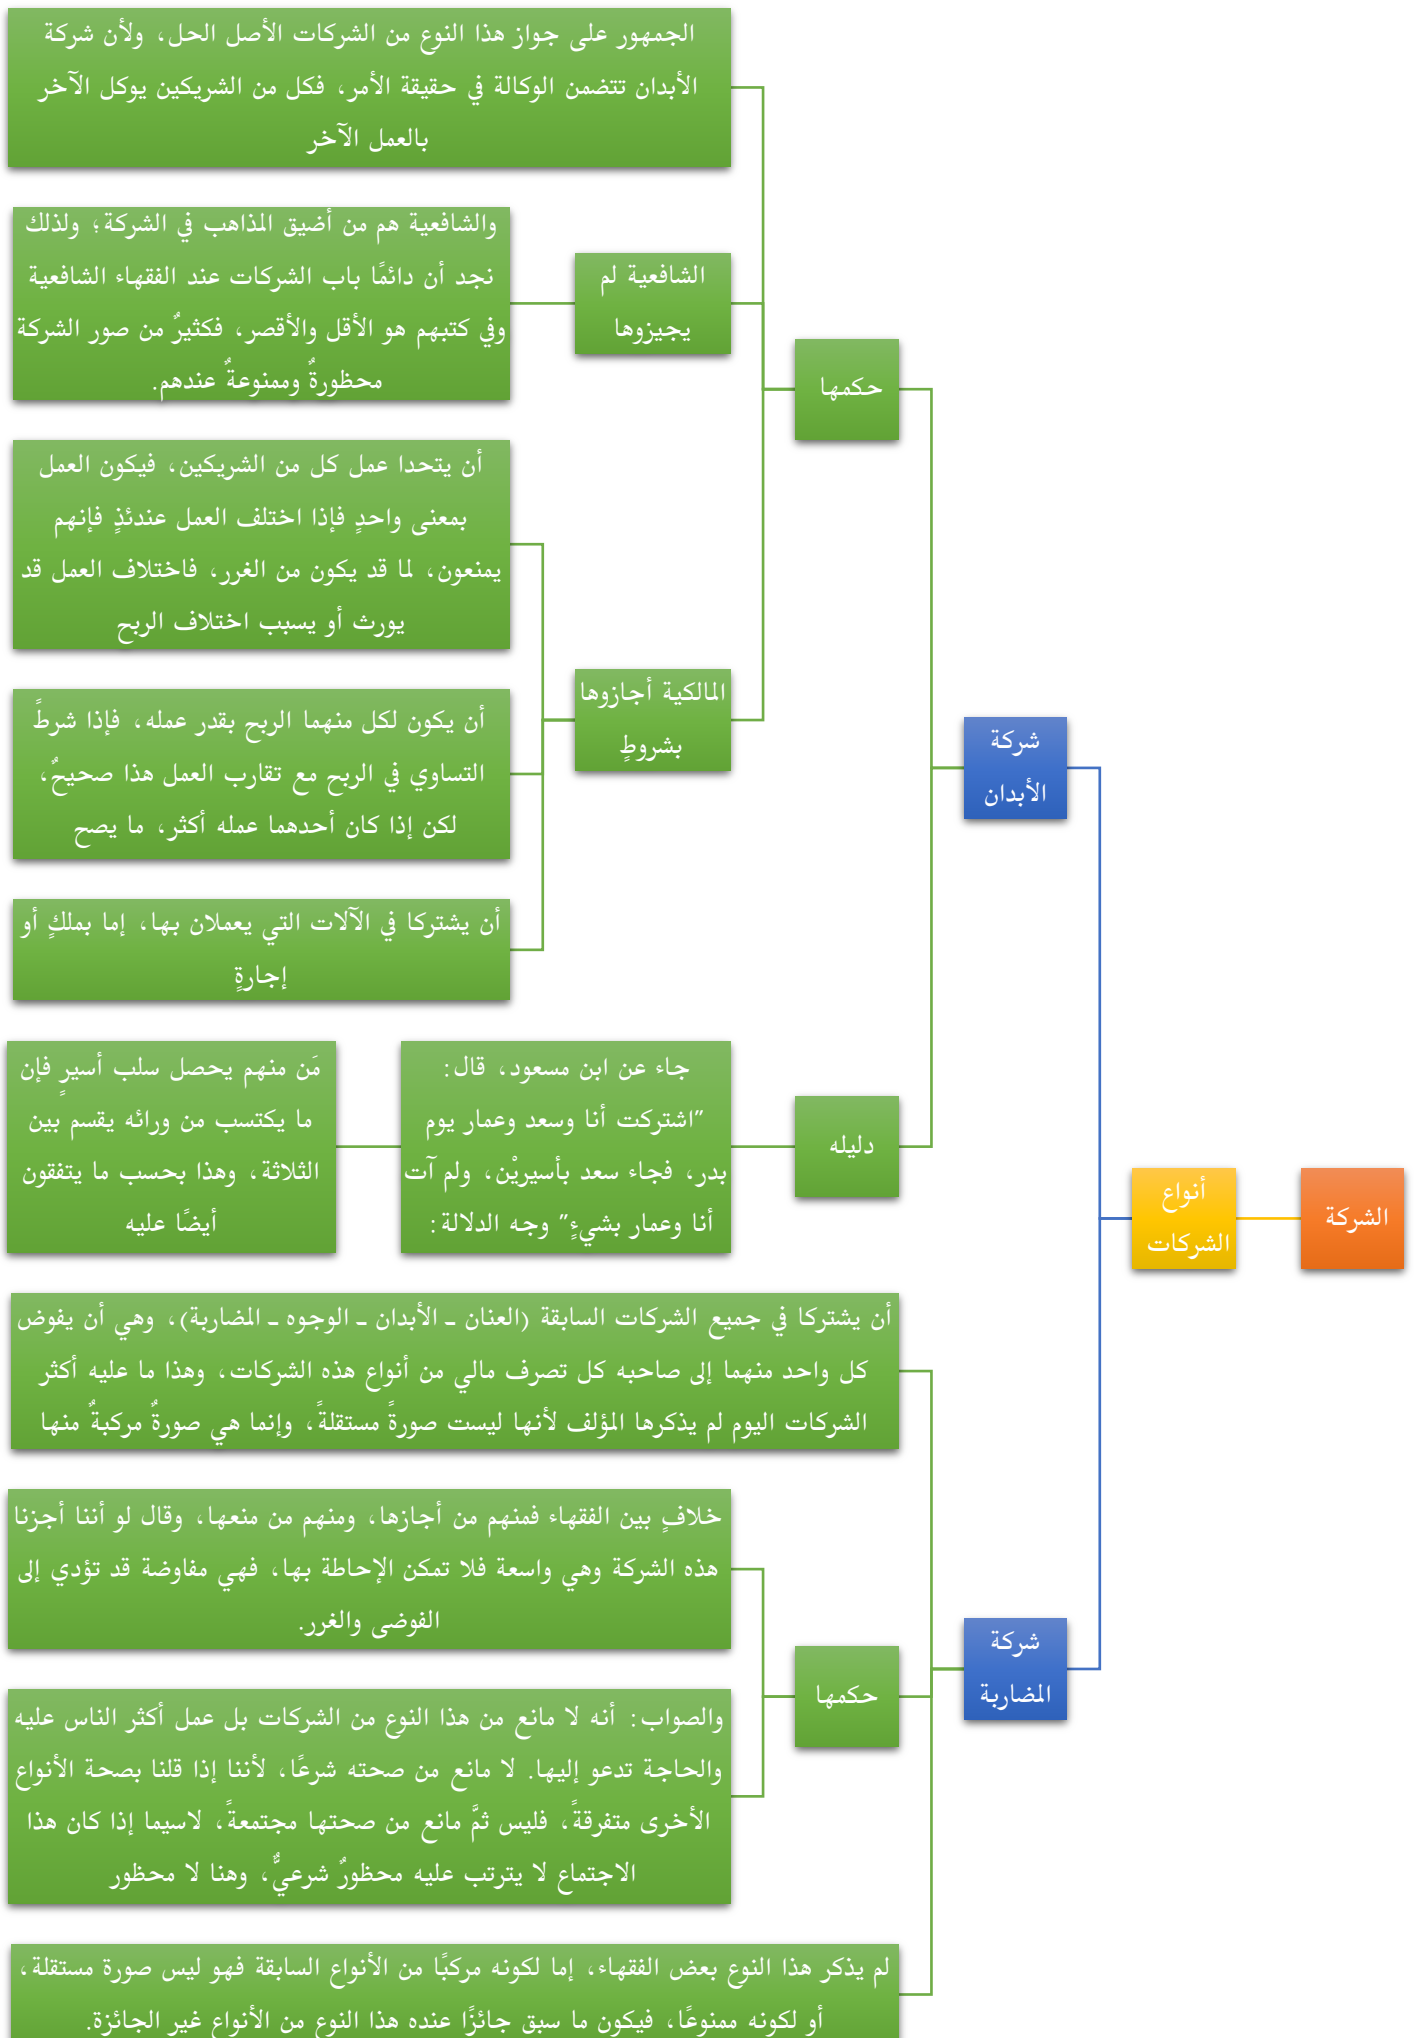 الشركة
أنواع
الشركات
شركة
الأبدان
حكمها
الجمهور على جواز هذا النوع من الشركات الأصل الحل، ولأن شركة
الأبدان تتضمن الوكالة في حقيقة الأمر، فكل من الشريكين يوكل الآخر
بالعمل الآخر
الشافعية لم
يجيزوها
والشافعية هم من أضيق المذاهب في الشركة؛ ولذلك
نجد أن دائمًا باب الشركات عند الفقهاء الشافعية
وفي كتبهم هو الأقل والأقصر، فكثيرٌ من صور الشركة
محظورةٌ وممنوعةٌ عندهم.
المالكية أجازوها
بشروطٍ
أن يتحدا عمل كل من الشريكين، فيكون العمل
بمعنى واحدٍ فإذا اختلف العمل عندئذٍ فإنهم
يمنعون، لما قد يكون من الغرر، فاختلاف العمل قد
يورث أو يسبب اختلاف الربح
أن يكون لكل منهما الربح بقدر عمله، فإذا شرطً
التساوي في الربح مع تقارب العمل هذا صحيحٌ،
لكن إذا كان أحدهما عمله أكثر، ما يصح
أن يشتركا في الآلات التي يعملان بها، إما بملكٍ أو
إجارةٍ
دليله
جاء عن ابن مسعود، قال:
"اشتركت أنا وسعد وعمار يوم
بدر، فجاء سعد بأسيريْن، ولم آت
أنا وعمار بشيءٍ" وجه الدلالة:
مَن منهم يحصل سلب أسيرٍ فإن
ما يكتسب من ورائه يقسم بين
الثلاثة، وهذا بحسب ما يتفقون
أيضًا عليه
شركة
المضاربة
أن يشتركا في جميع الشركات السابقة (العنان ـ الأبدان ـ الوجوه ـ المضاربة)، وهي أن يفوض
كل واحد منهما إلى صاحبه كل تصرف مالي من أنواع هذه الشركات، وهذا ما عليه أكثر
الشركات اليوم لم يذكرها المؤلف لأنها ليست صورةً مستقلةً، وإنما هي صورةٌ مركبةٌ منها
حكمها
خلافٍ بين الفقهاء فمنهم من أجازها، ومنهم من منعها، وقال لو أننا أجزنا
هذه الشركة وهي واسعة فلا تمكن الإحاطة بها، فهي مفاوضة قد تؤدي إلى
الفوضى والغرر.
والصواب: أنه لا مانع من هذا النوع من الشركات بل عمل أكثر الناس عليه
والحاجة تدعو إليها. لا مانع من صحته شرعًا، لأننا إذا قلنا بصحة الأنواع
الأخرى متفرقةً، فليس ثمَّ مانع من صحتها مجتمعةً، لاسيما إذا كان هذا
الاجتماع لا يترتب عليه محظورٌ شرعيٌّ، وهنا لا محظور
لم يذكر هذا النوع بعض الفقهاء، إما لكونه مركبًا من الأنواع السابقة فهو ليس صورة مستقلة،
أو لكونه ممنوعًا، فيكون ما سبق جائزًا عنده هذا النوع من الأنواع غير الجائزة.